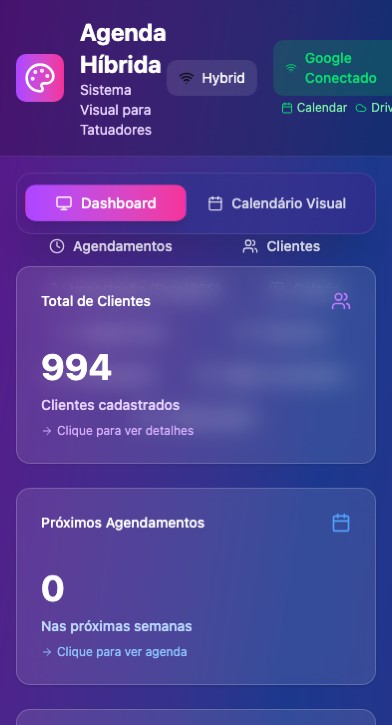 Agenda
Híbrida
Sistema
Visual para
Tatuadores
Hybrid
Google
Conectado
Calendar
Driv
Dashboard
Calendário Visual
Agendamentos
Clientes
Total de Clientes
994
Clientes cadastrados
→ Clique para ver detalhes
Próximos Agendamentos
0
Nas próximas semanas
→ Clique para ver agenda